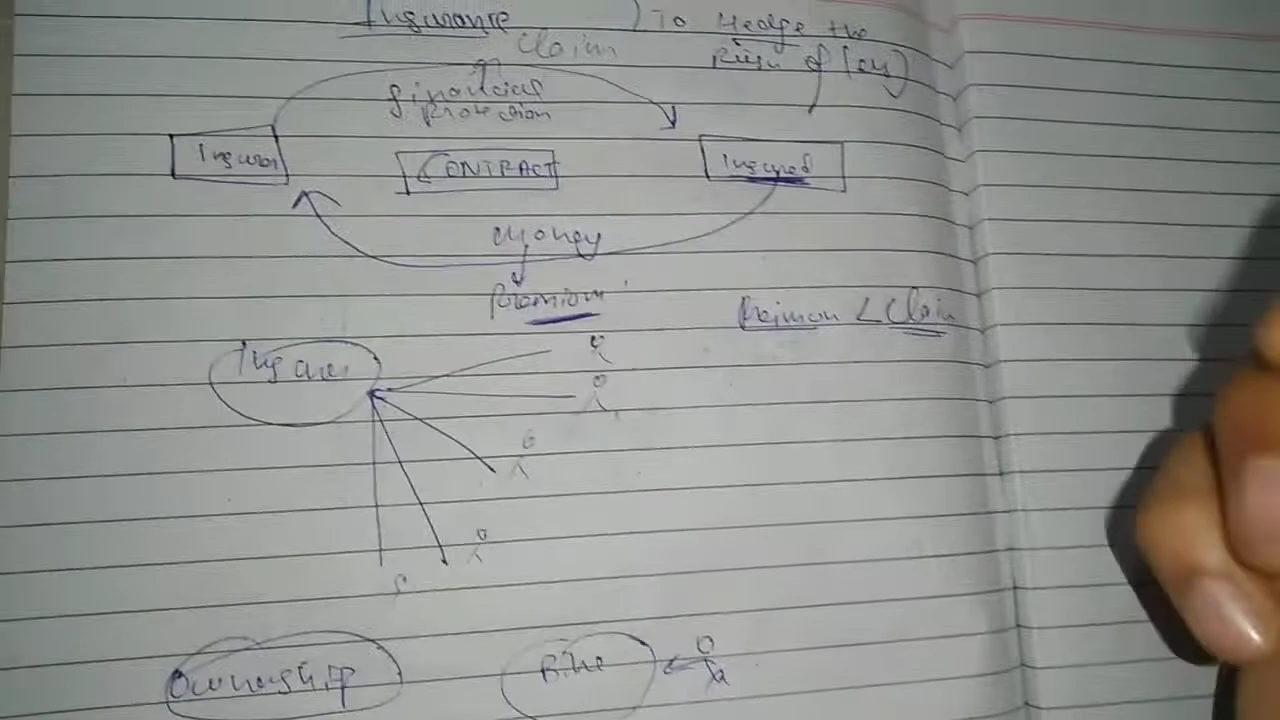 Insurance ) To Hedge the
Risk of
Claim
financial
Protection
Insurer CONTRACT Insured
Money
Premium
Premium < Claim
Insurer
Ownership Bike